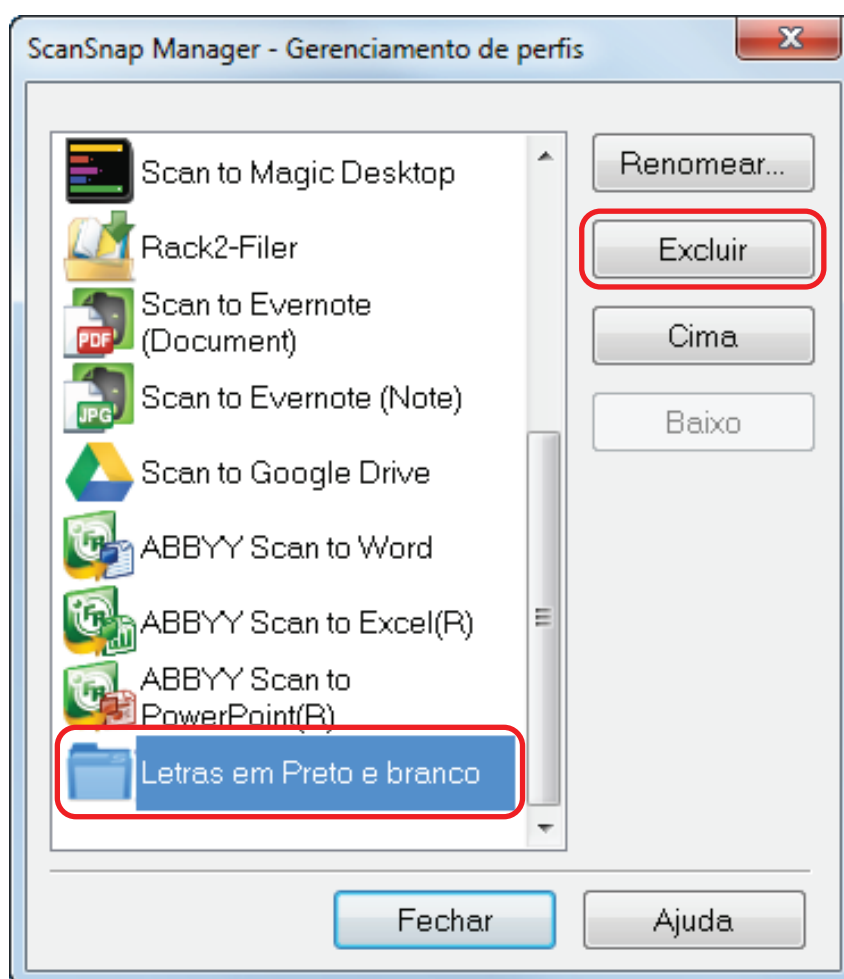 ScanSnap Manager - Gerenciamento de perfis
Scan to Magic Desktop
Rack2-Filer
Scan to Evernote
(Document)
PDF
Scan to Evernote (Note)
JPG
Scan to Google Drive
ABBYY Scan to Word
ABBYY Scan to Excel(R)
ABBYY Scan to
PowerPoint(R)
Letras em Preto e branco
Renomear...
Excluir
Cima
Baixo
Fechar
Ajuda